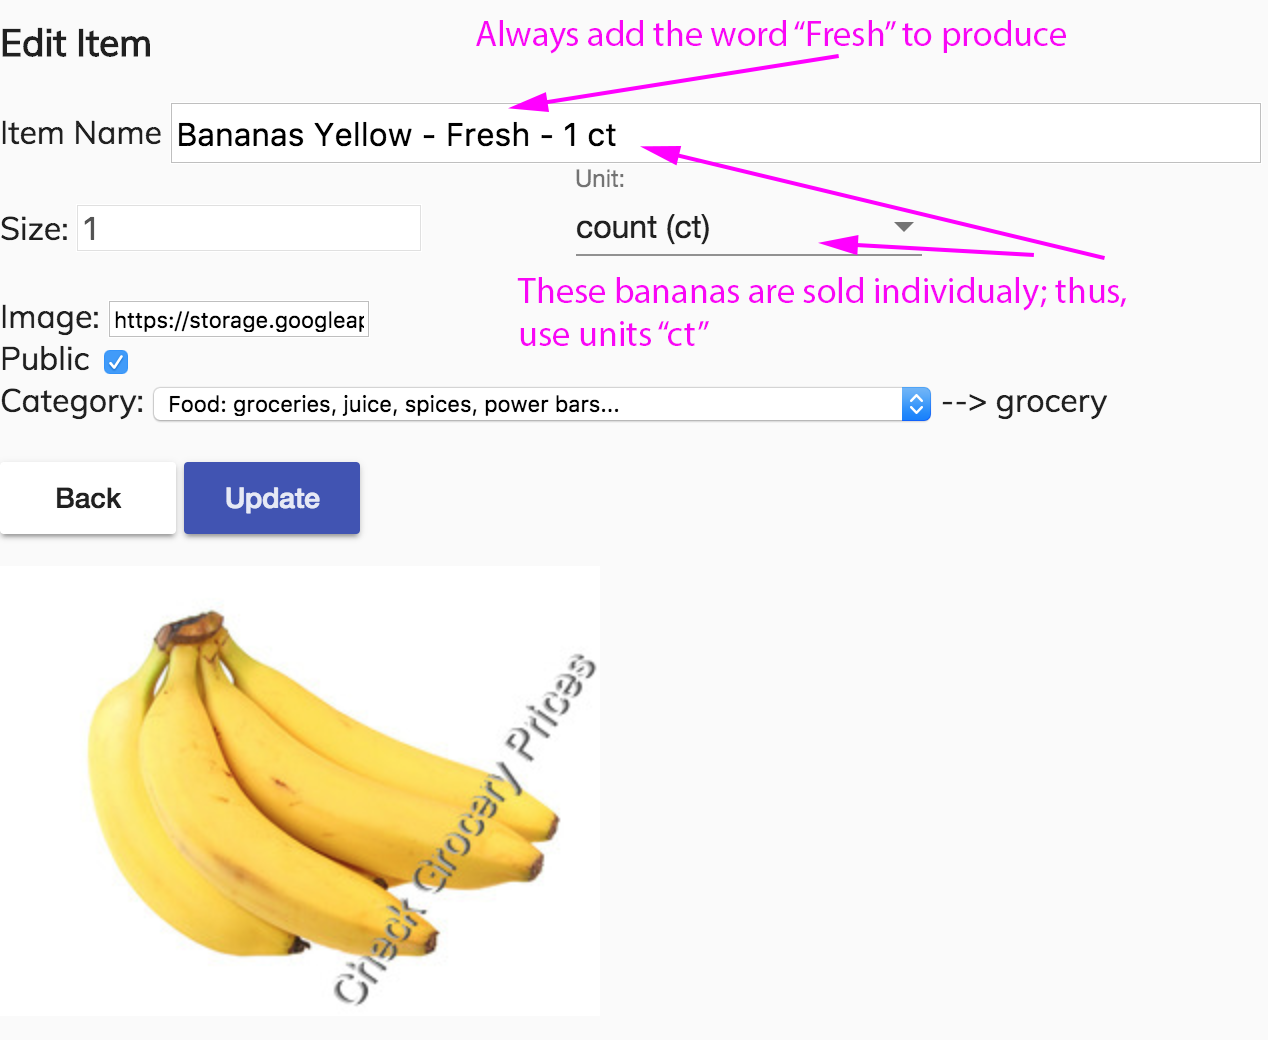 Always add the word “Fresh” to produce
Edit Item
Item Name Bananas Yellow - Fresh - 1 ct
Unit:
Size: 1 count (ct)
These bananas are sold individualy; thus,
use units “ct”
Image: https://storage.googleap
Public
Category: Food: groceries, juice, spices, power bars... --> grocery
Back Update
Check Grocery Prices